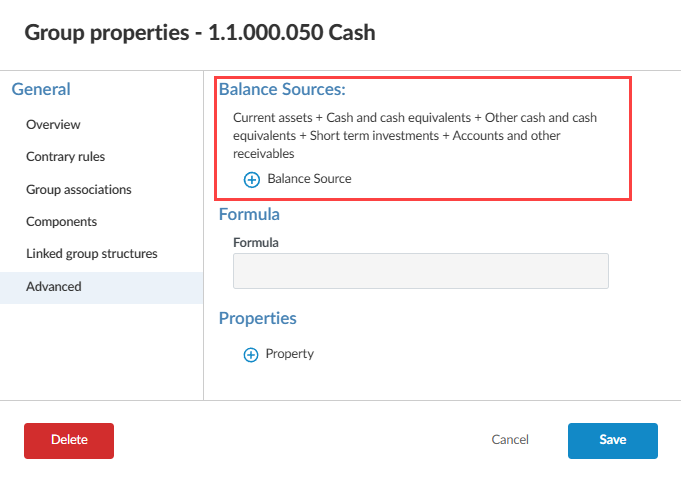 Group properties - 1.1.000.050 Cash
General
Overview
Contrary rules
Group associations
Components
Linked group structures
Advanced
Balance Sources:
Current assets + Cash and cash equivalents + Other cash and cash
equivalents + Short term investments + Accounts and other
receivables
Balance Source
Formula
Formula
Properties
Property
Delete
Cancel
Save